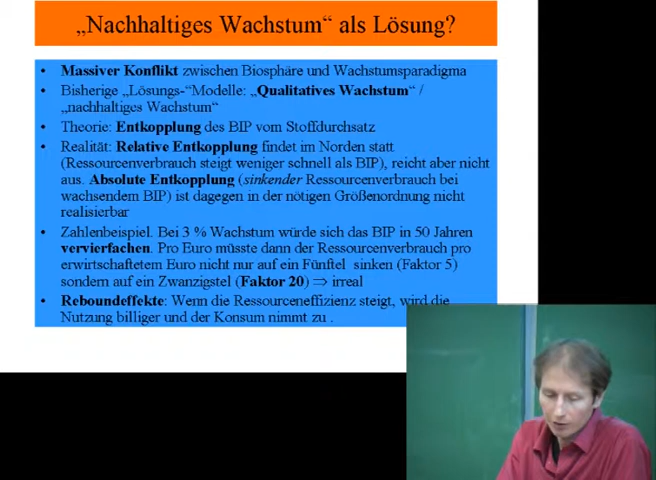 „Nachhaltiges Wachstum“ als Lösung?
• Massiver Konflikt zwischen Biosphäre und Wachstumsparadigma
• Bisherige „Lösungs-“Modelle: „Qualitatives Wachstum“ /
„nachhaltiges Wachstum“
• Theorie: Entkopplung des BIP vom Stoffdurchsatz
• Realität: Relative Entkopplung findet im Norden statt
(Ressourcenverbrauch steigt weniger schnell als BIP), reicht aber nicht
aus. Absolute Entkopplung (sinkender Ressourcenverbrauch bei
wachsendem BIP) ist dagegen in der nötigen Größenordnung nicht
realisierbar
• Zahlenbeispiel. Bei 3 % Wachstum würde sich das BIP in 50 Jahren
vervierfachen. Pro Euro müsste dann der Ressourcenverbrauch pro
erwirtschaftetem Euro nicht nur auf ein Fünftel sinken (Faktor 5)
sondern auf ein Zwanzigstel (Faktor 20) ⇒ irreal
• Reboundeffekte: Wenn die Ressourceneffizienz steigt, wird die
Nutzung billiger und der Konsum nimmt zu .